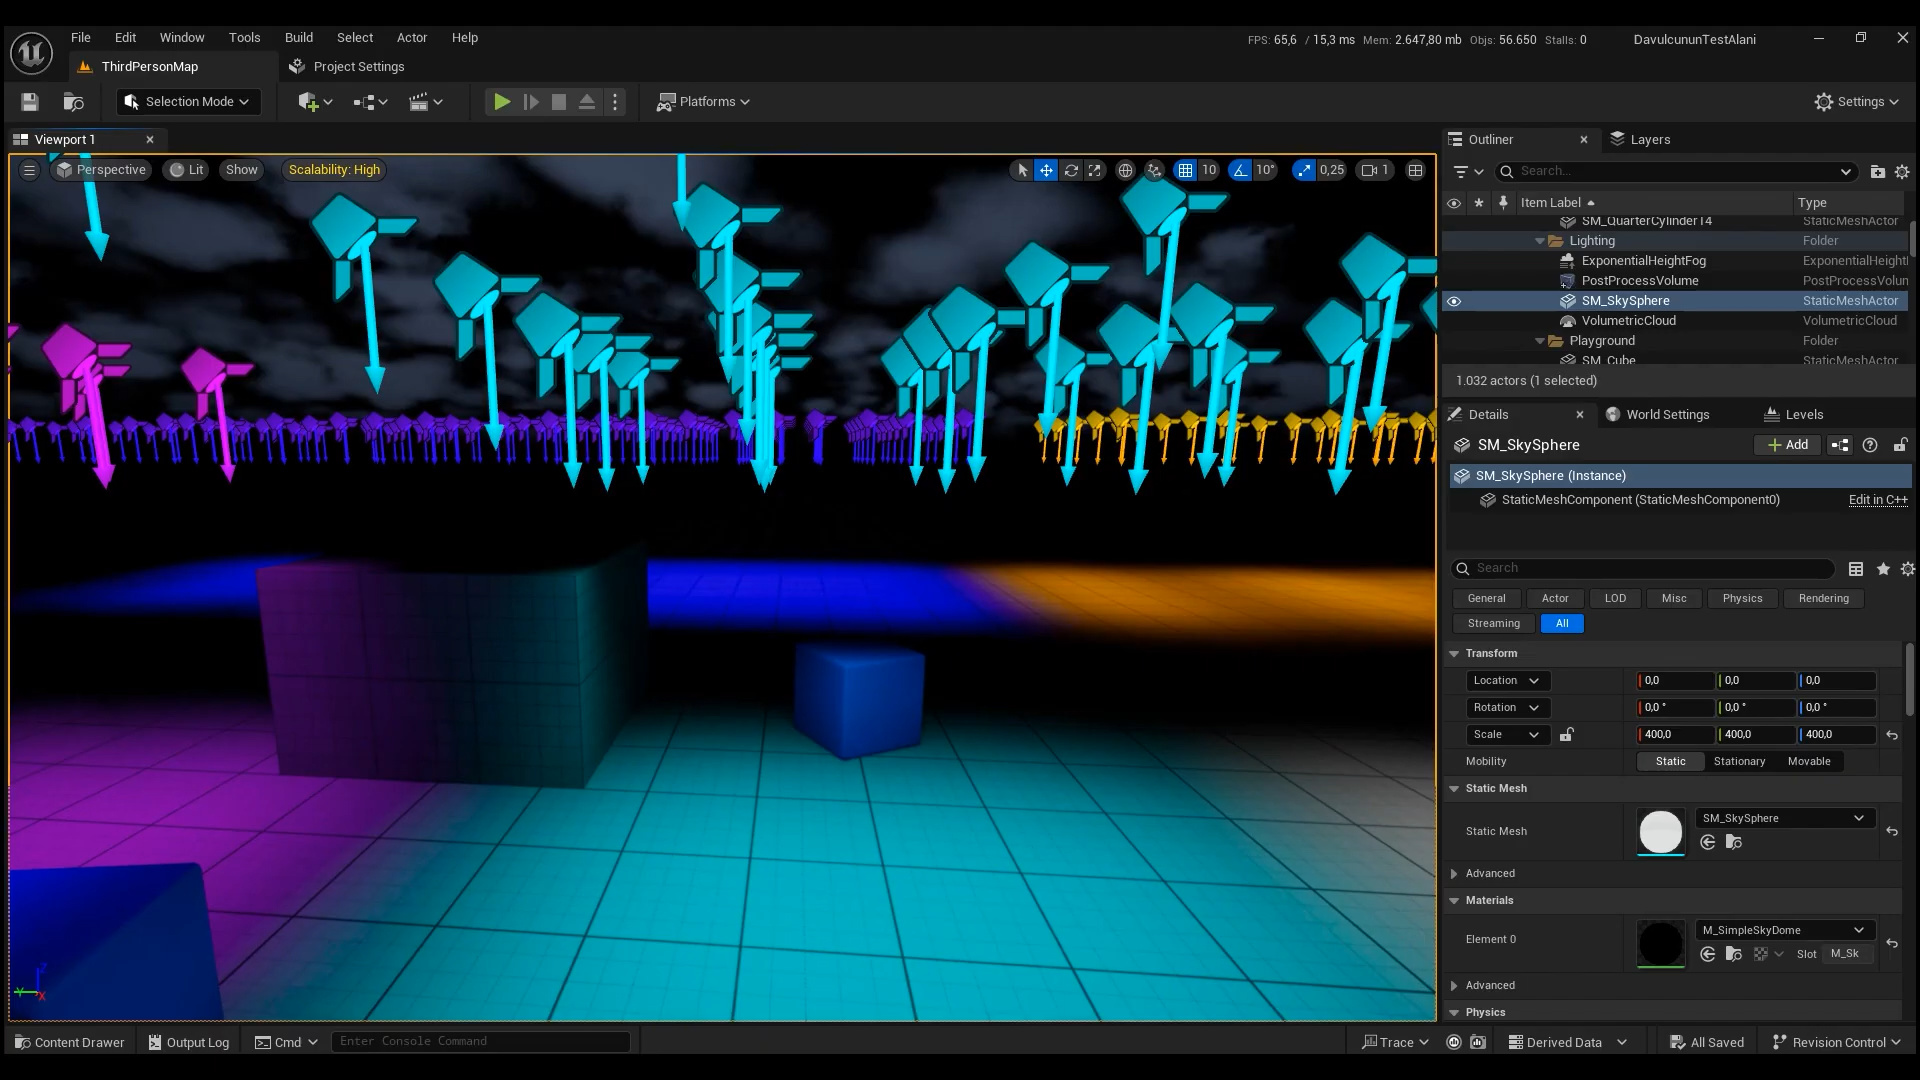 File Edit Window Tools Build Select Actor Help
FPS: 65,6 / 15,3 ms Mem: 2.647,80 mb Objs: 56.650 Stalls: 0 DavulcununTestAlani
ThirdPersonMap Project Settings
Selection Mode Platforms Settings
Viewport 1
Perspective Lit Show Scalability: High 10 10° 0,25 1
Outliner Layers
Search...
Item Label Type
SM_QuarterCylinder14 StaticMeshActor
Lighting Folder
ExponentialHeightFog ExponentialHeightl
PostProcessVolume PostProcessVolun
SM_SkySphere StaticMeshActor
VolumetricCloud VolumetricCloud
Playground Folder
SM_Cube StaticMeshActor
1.032 actors (1 selected)
Details World Settings Levels
SM_SkySphere Add
SM_SkySphere (Instance)
StaticMeshComponent (StaticMeshComponent0) Edit in C++
Search
General Actor LOD Misc Physics Rendering
Streaming All
Transform
Location 0,0 0,0 0,0
Rotation 0,0 ° 0,0 ° 0,0 °
Scale 400,0 400,0 400,0
Mobility Static Stationary Movable
Static Mesh
Static Mesh SM_SkySphere
Advanced
Materials
Element 0 M_SimpleSkyDome
Slot M_Sk
Advanced
Physics
Z
Y X
Content Drawer Output Log Cmd Enter Console Command Trace Derived Data All Saved Revision Control